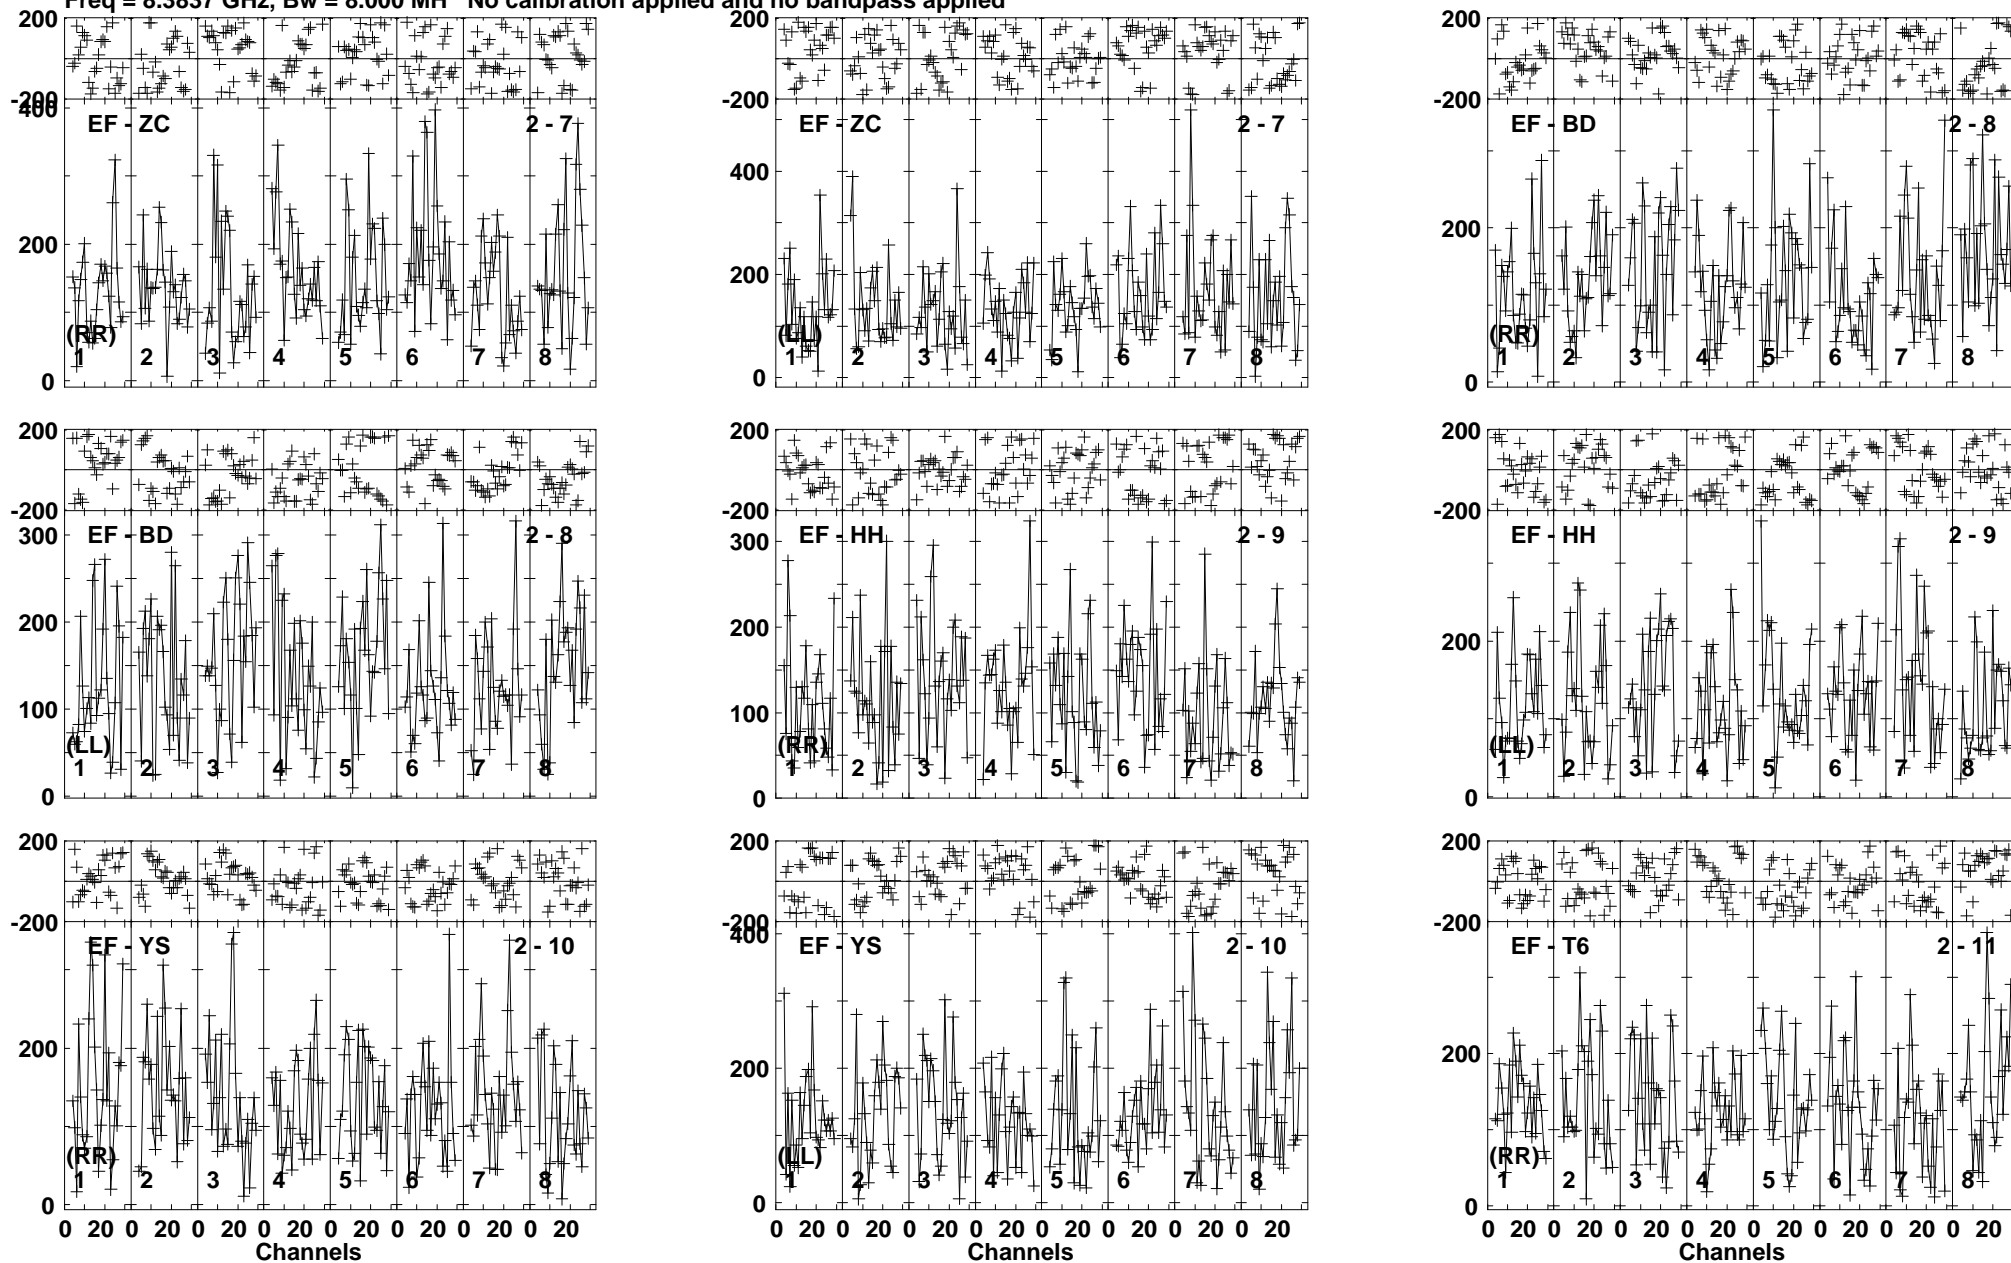 Freq = 8.3837 GHz, Bw = 8.000 MH No calibration applied and no bandpass applied
200 200 200
-200 -200 -200
400
EF - ZC 2 - 7 EF - ZC 2 - 7 EF - BD 2 - 8
400
200 200 200
(RR) (LL) (RR)
1 2 3 4 5 6 7 8 1 2 3 4 5 6 7 8 1 2 3 4 5 6 7 8
0 0 0
200 200 200
-200 -200 -200
EF - BD 2 - 8 EF - HH 2 - 9 EF - HH 2 - 9
300 300
200 200 200
100 100
(LL) (RR) (LL)
1 2 3 4 5 6 7 8 1 2 3 4 5 6 7 8 1 2 3 4 5 6 7 8
0 0 0
200 200 200
-200 -200 -200
400
EF - YS 2 - 10 EF - YS 2 - 10 EF - T6 2 - 11
200 200 200
(RR) (LL) (RR)
1 2 3 4 5 6 7 8 1 2 3 4 5 6 7 8 1 2 3 4 5 6 7 8
0 0 0
0 20 0 20 0 20 0 20 0 20 0 20 0 20 0 20 0 20 0 20 0 20 0 20 0 20 0 20 0 20 0 20 0 20 0 20 0 20 0 20 0 20 0 20 0 20 0 20
Channels Channels Channels